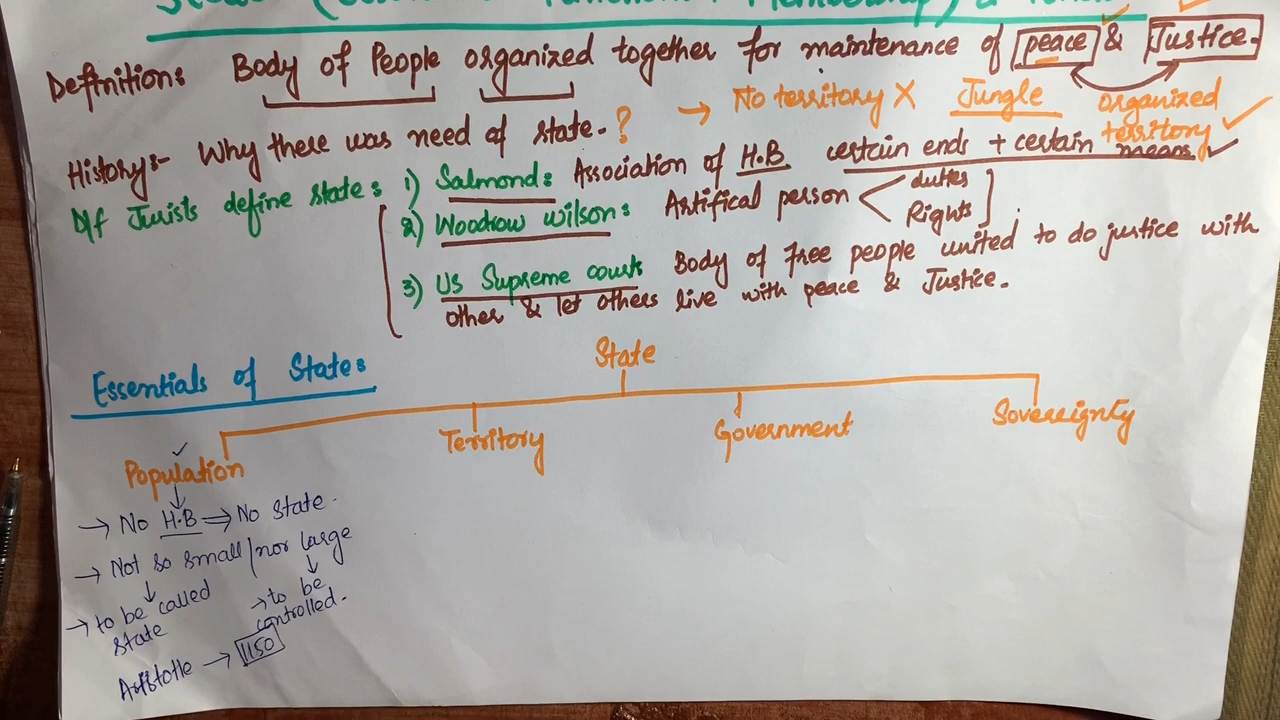 Definition: Body of People organized together for maintenance of peace & Justice.
→ No territory X Jungle organized territory ✓
History:- Why there was need of state.?
Df Jurists define state: 1) Salmond: Association of H.B certain ends + certain means ✓
2) Woodrow wilson: Artifical person < duties Rights
3) US Supreme court Body of free people united to do justice with
other & let others live with peace & Justice.
Essentials of State:
State
Population Territory Government Sovereignty
→ No H.B ⇒ No state.
→ Not so small / nor large
→ to be called state
→ to be controlled.
Aristotle → 1150